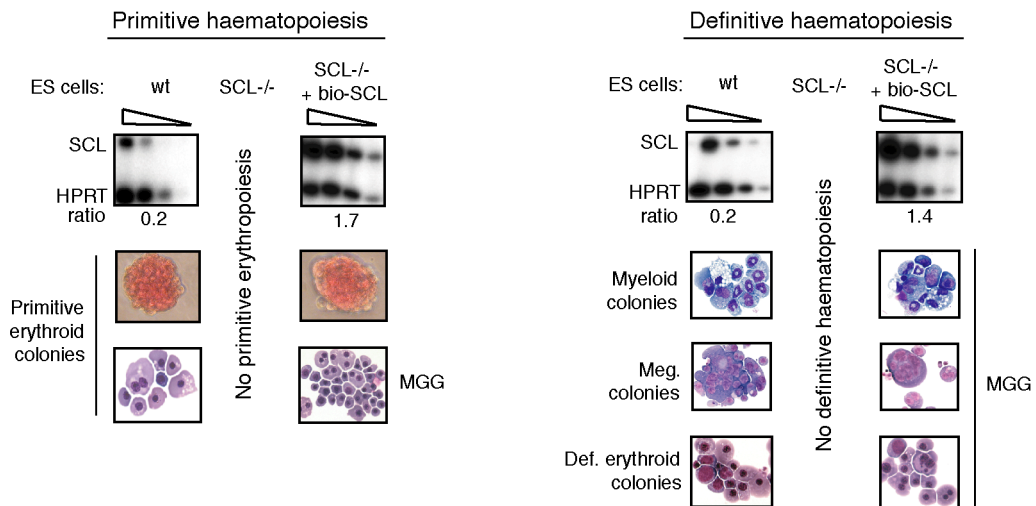 Primitive haematopoiesis
ES cells:
wt
SCL-/-
SCL-/-
+ bio-SCL
SCL
HPRT
ratio
0.2
1.7
No primitive erythropoiesis
Primitive
erythroid
colonies
MGG
Definitive haematopoiesis
ES cells:
wt
SCL-/-
SCL-/-
+ bio-SCL
SCL
HPRT
ratio
0.2
1.4
No definitive haematopoiesis
Myeloid
colonies
Meg.
colonies
Def. erythroid
colonies
MGG